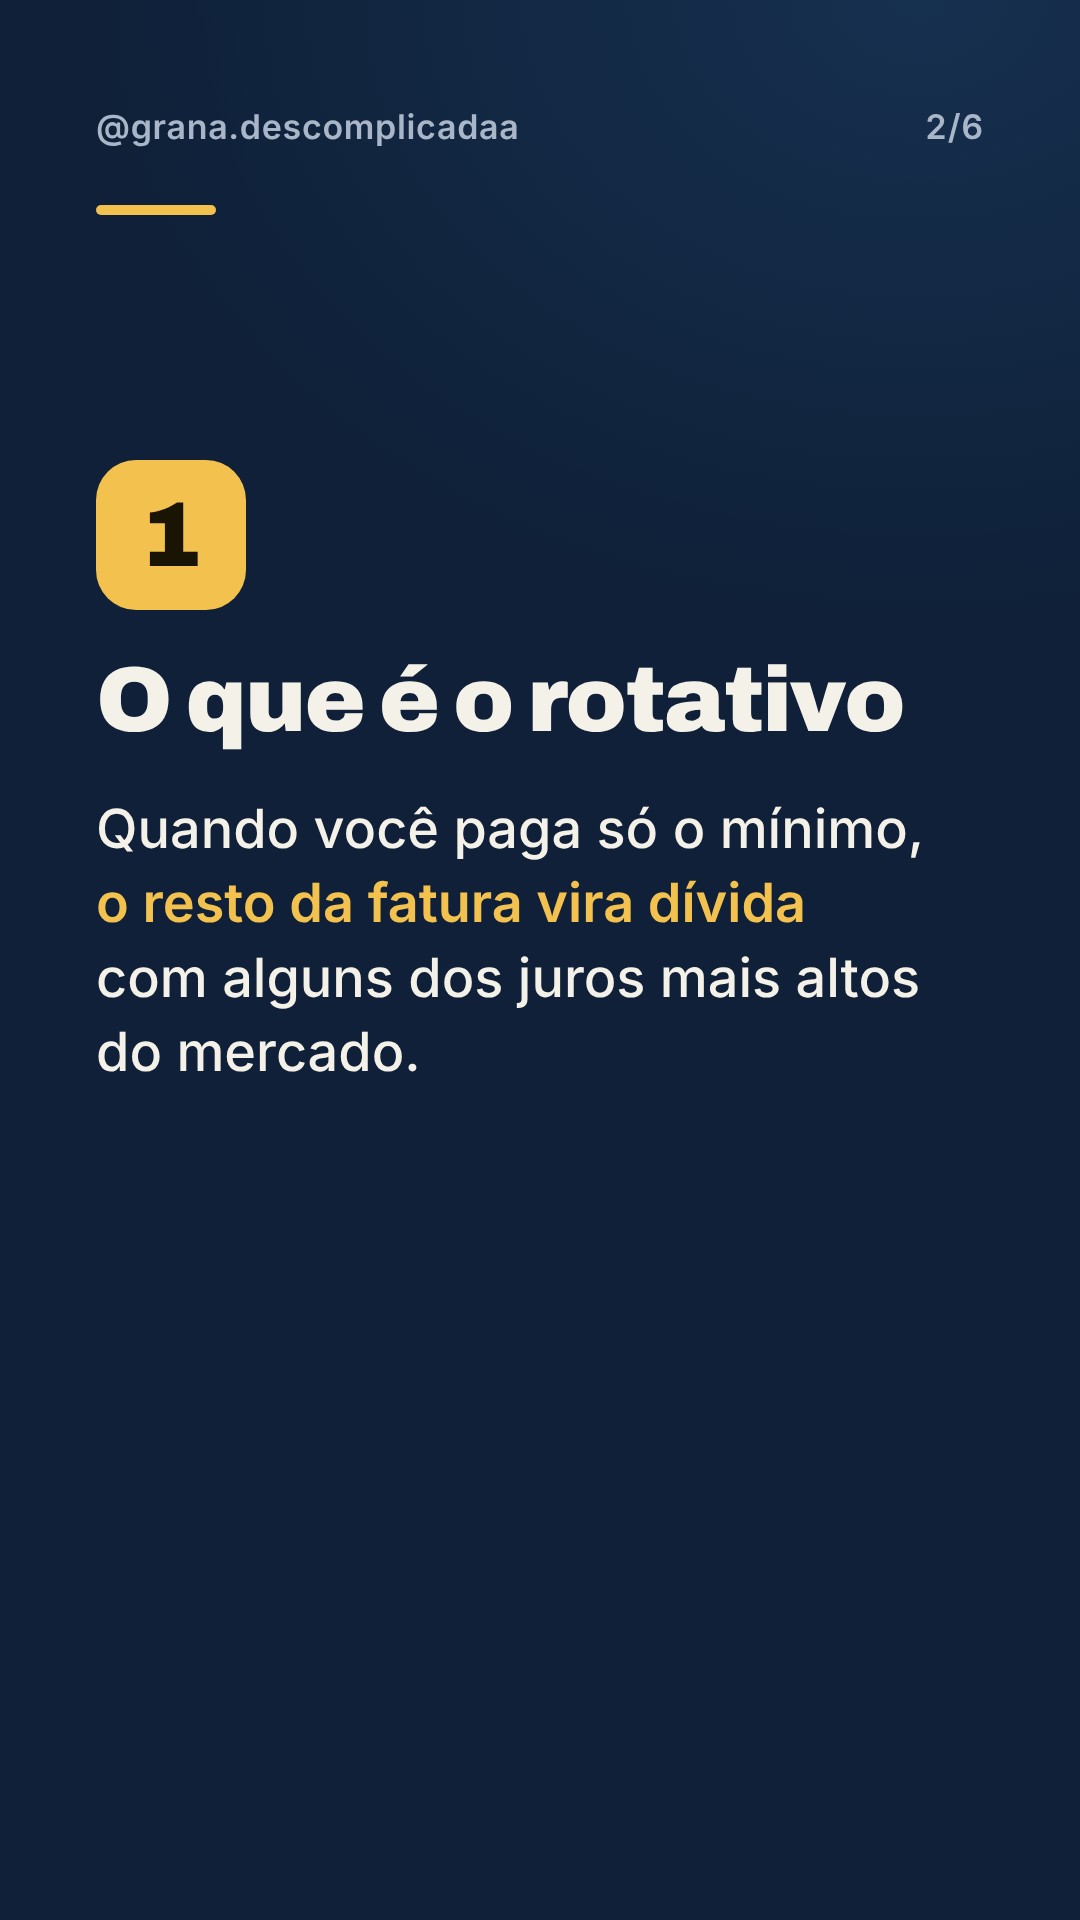 @grana.descomplicadaa
2/6
1
O que é o rotativo
Quando você paga só o mínimo,
o resto da fatura vira dívida
com alguns dos juros mais altos
do mercado.